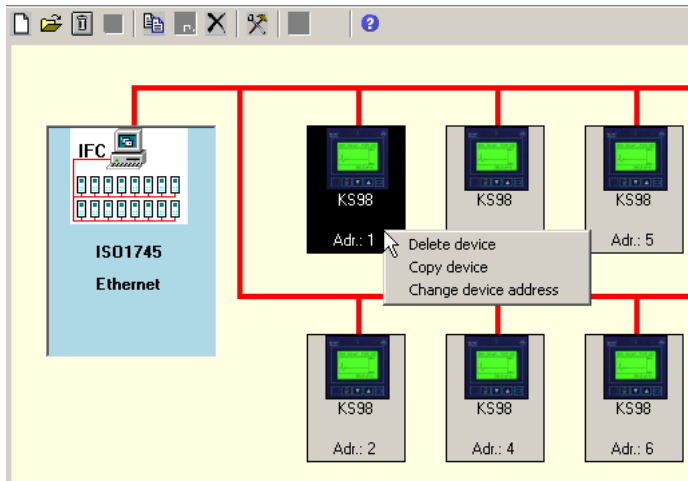 IFC
ISO1745
Ethernet
KS98
Adr.: 1
KS98
KS98
Adr.: 5
Delete device
Copy device
Change device address
KS98
Adr.: 2
KS98
Adr.: 4
KS98
Adr.: 6